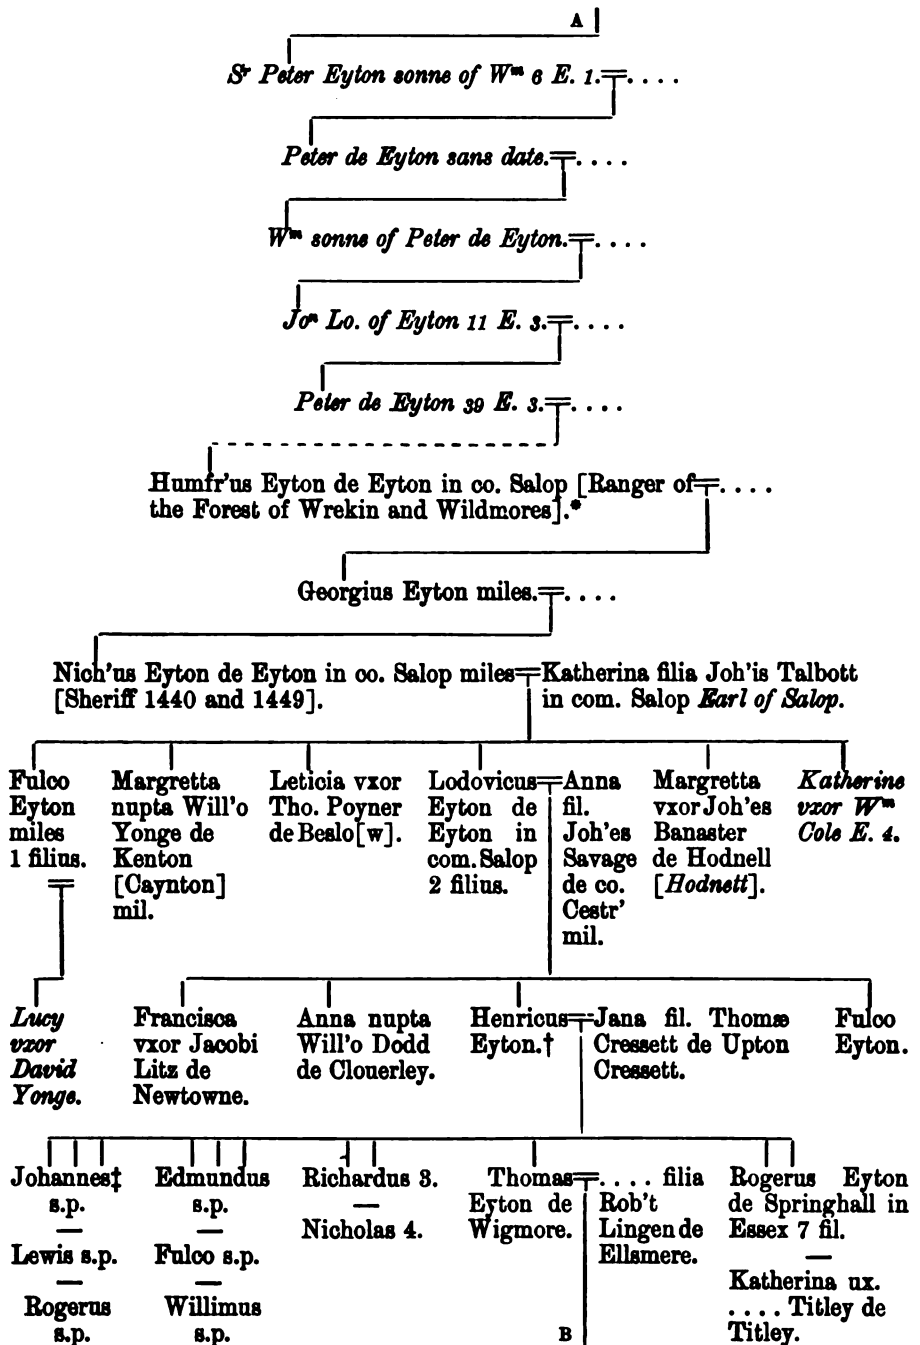 A
Sʳ Peter Eyton sonne of Wᵐ 6 E. 1.=. . . .
Peter de Eyton sans date.=. . . .
Wᵐ sonne of Peter de Eyton.=. . . .
Joⁿ Lo. of Eyton 11 E. 3.=. . . .
Peter de Eyton 39 E. 3.=. . . .
Humfr'us Eyton de Eyton in co. Salop [Ranger of=. . . .
the Forest of Wrekin and Wildmores].*
Georgius Eyton miles.=. . . .
Nich'us Eyton de Eyton in co. Salop miles=
[Sheriff 1440 and 1449].
Katherina filia Joh'is Talbott
in com. Salop Earl of Salop.
Fulco
Eyton
miles
1 filius.
=
Margretta
nupta Will'o
Yonge de
Kenton
[Caynton]
mil.
Leticia vxor
Tho. Poyner
de Beslo[w].
Lodovicus=
Eyton de
Eyton in
com. Salop
2 filius.
Anna
fil.
Joh'es
Savage
de co.
Cestr'
mil.
Margretta
vxor Joh'es
Banaster
de Hodnell
[Hodnett].
Katherine
vxor Wᵐ
Cole E. 4.
Lucy
vxor
David
Yonge.
Francisca
vxor Jacobi
Litz de
Newtowne.
Anna nupta
Will'o Dodd
de Clouerley.
Henricus=
Eyton.†
Jana fil. Thomæ
Cressett de Upton
Cressett.
Fulco
Eyton.
Johannes‡
s.p.
—
Lewis s.p.
—
Rogerus
s.p.
Edmundus
s.p.
—
Fulco s.p.
—
Willimus
s.p.
Richardus 3.
—
Nicholas 4.
Thomas=
Eyton de
Wigmore.
. . . . filia
Rob't
Lingen de
Ellsmere.
Rogerus Eyton
de Springhall in
Essex 7 fil.
—
Katherina ux.
. . . . Titley de
Titley.
B